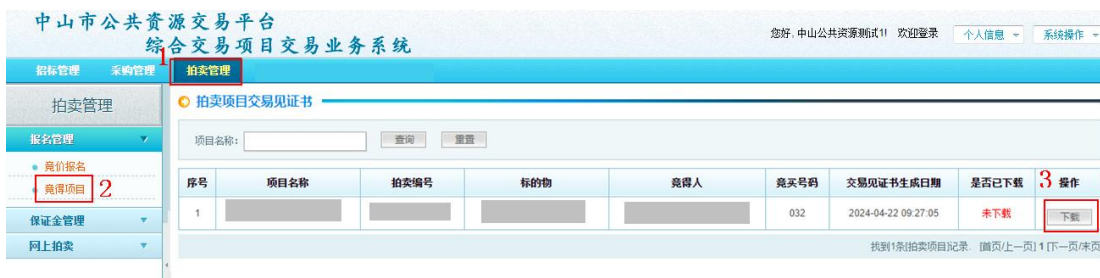 中山市公共资源交易平台
综合交易项目交易业务系统
您好, 中山公共资源测试1! 欢迎登录 个人信息 系统操作
1
招标管理 采购管理 拍卖管理
拍卖管理
拍卖项目交易见证书
报名管理
项目名称: 查询 重置
竞价报名
竞得项目 2
序号 项目名称 拍卖编号 标的物 竞得人 竞买号码 交易见证书生成日期 是否已下载 3 操作
1 032 2024-04-22 09:27:05 未下载 下载
保证金管理
网上拍卖
找到1条[拍卖项目]记录. [首页/上一页] 1 [下一页/末页